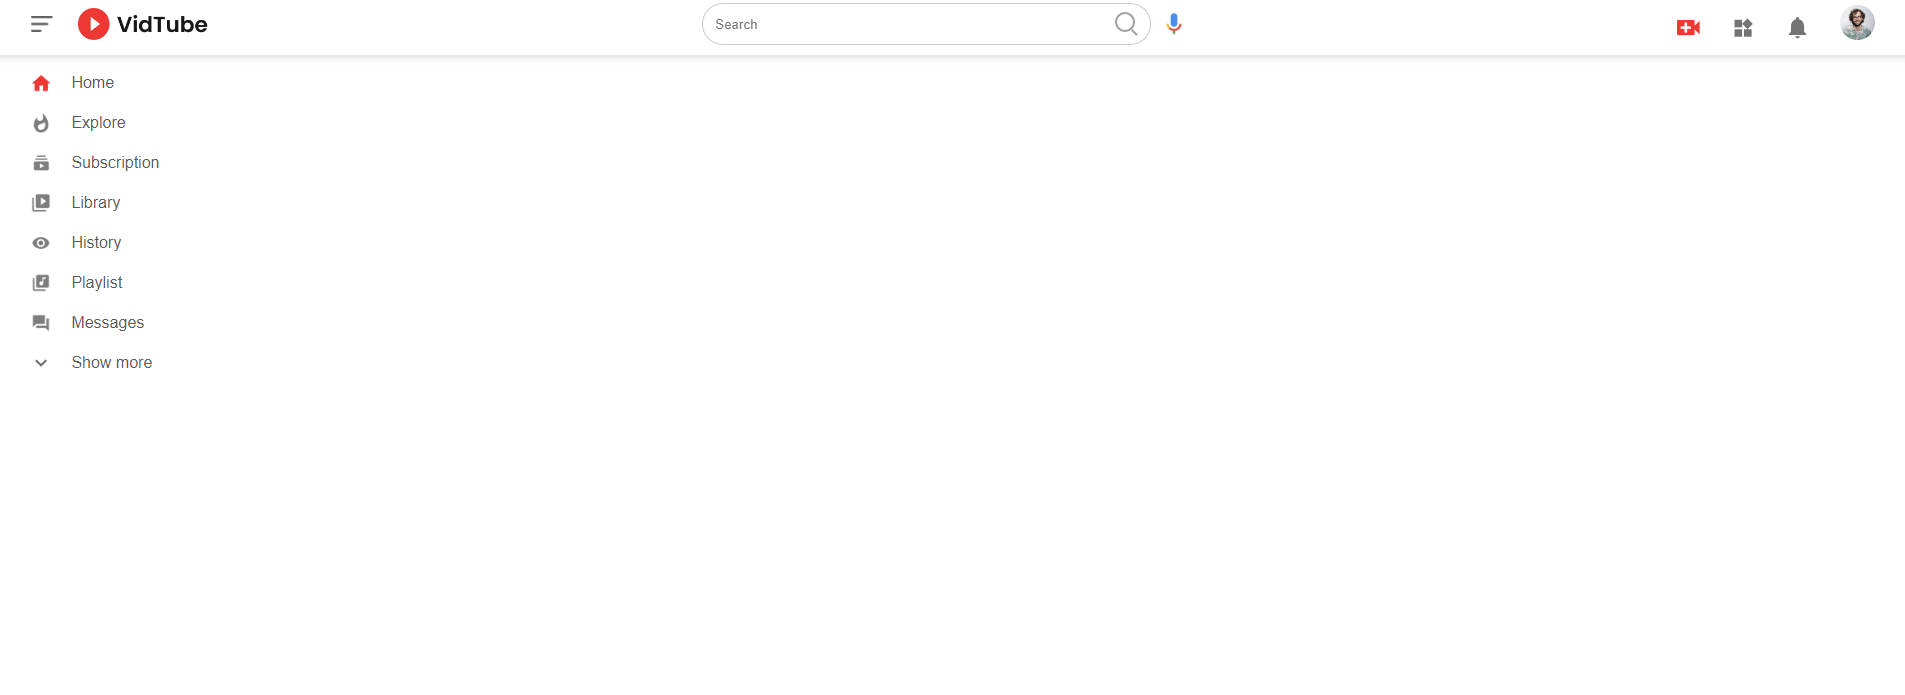 VidTube
Search
Home
Explore
Subscription
Library
History
Playlist
Messages
Show more